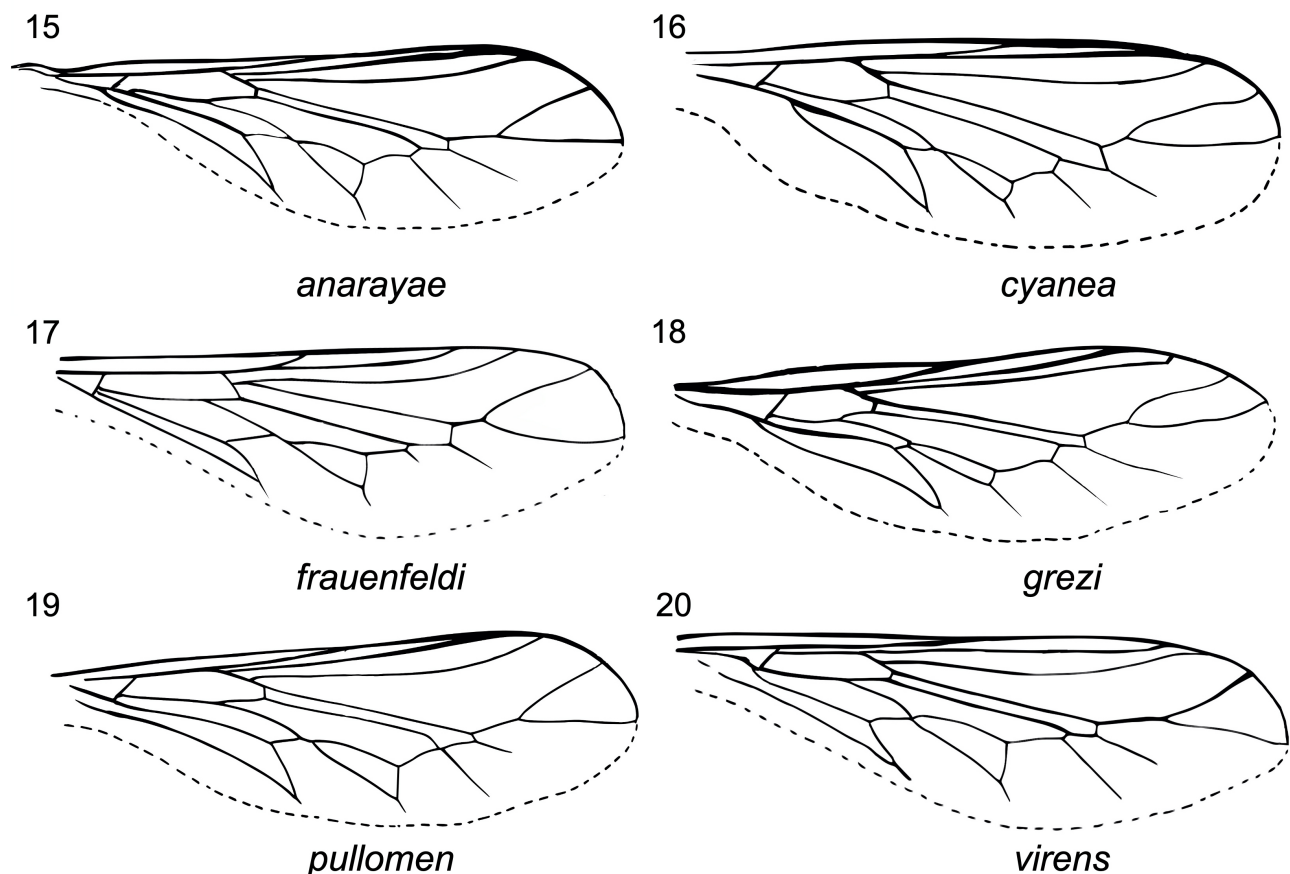 15
16
anarayae
cyanea
17
18
frauenfeldi
grezi
19
20
pullomen
virens